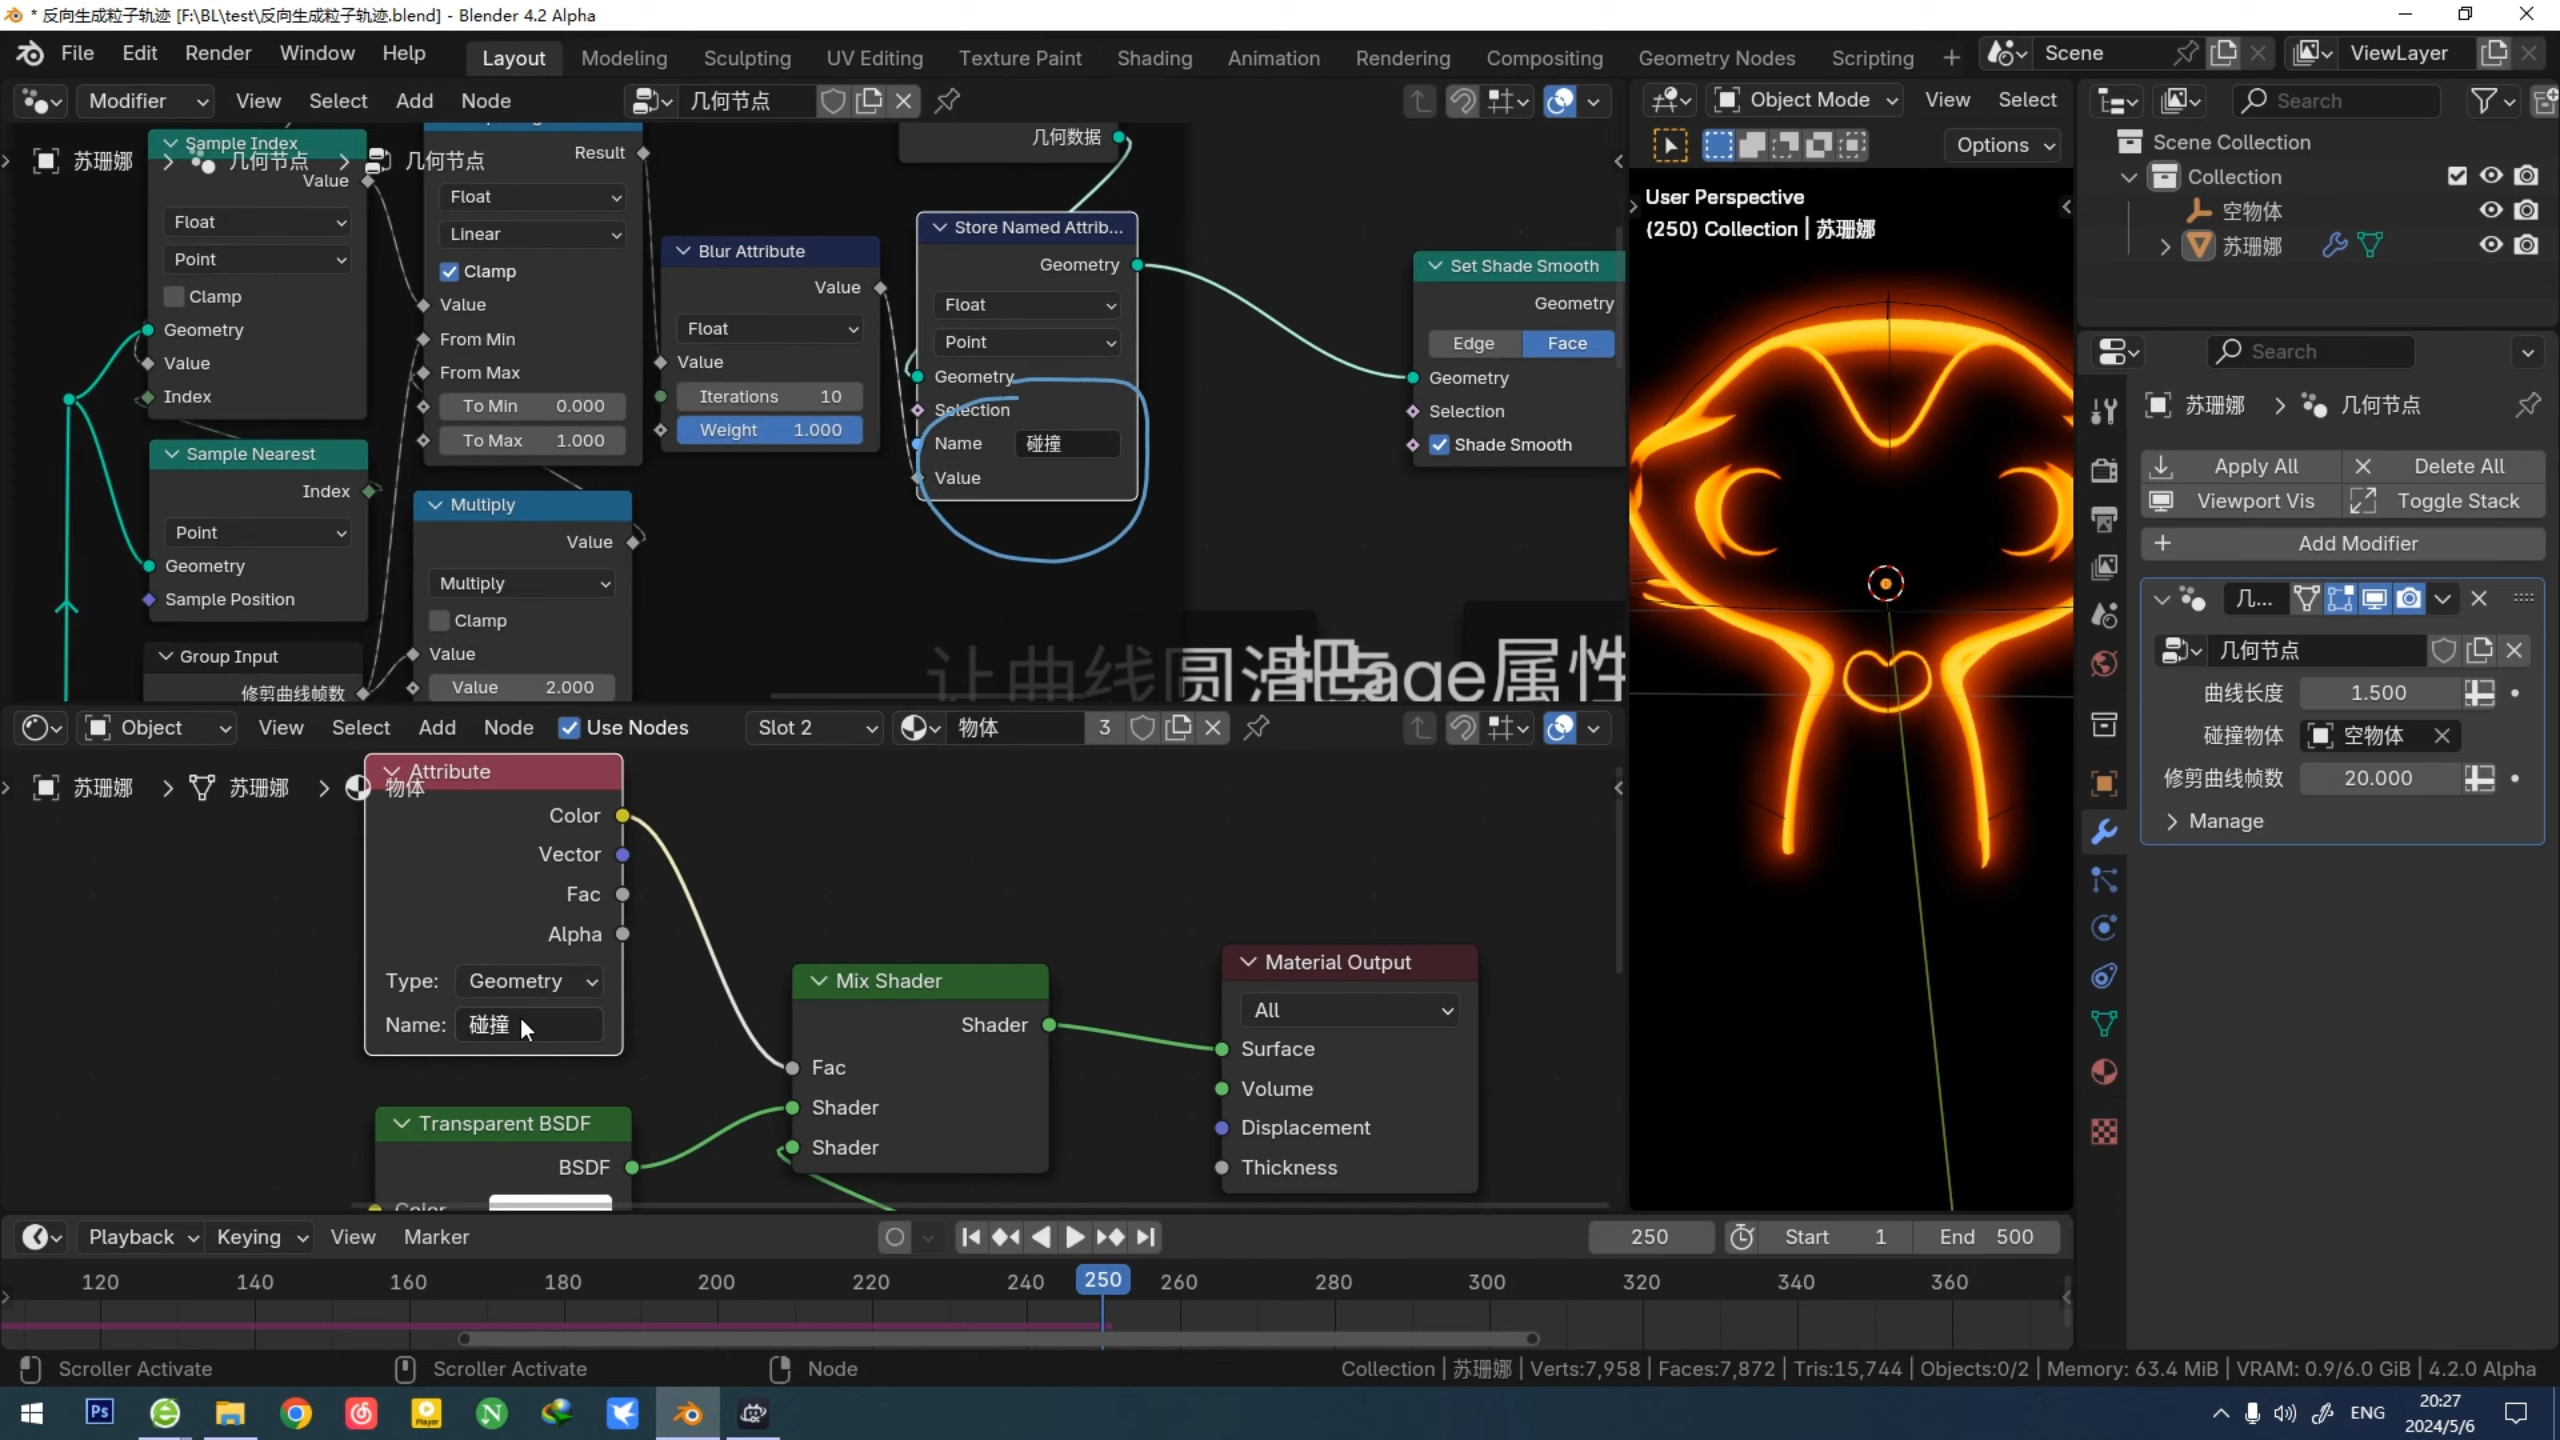 * 反向生成粒子轨迹 [F:\BL\test\反向生成粒子轨迹.blend] - Blender 4.2 Alpha
File Edit Render Window Help Layout Modeling Sculpting UV Editing Texture Paint Shading Animation Rendering Compositing Geometry Nodes Scripting + Scene ViewLayer
Modifier View Select Add Node 几何节点 Object Mode View Select Search
Options
苏珊娜 > 几何节点 > 几何节点
Sample Index
Value
Float
Point
Clamp
Geometry
Value
Index
Sample Nearest
Index
Point
Geometry
Sample Position
Group Input
修剪曲线帧数
Result
Float
Linear
Clamp
Value
From Min
From Max
To Min 0.000
To Max 1.000
Multiply
Value
Multiply
Clamp
Value
Value 2.000
Blur Attribute
Value
Float
Value
Iterations 10
Weight 1.000
几何数据
Store Named Attrib...
Geometry
Float
Point
Geometry
Selection
Name 碰撞
Value
Set Shade Smooth
Geometry
Edge Face
Geometry
Selection
Shade Smooth
让曲线圆滑
属性
User Perspective
(250) Collection | 苏珊娜
Scene Collection
Collection
空物体
苏珊娜
Search
苏珊娜 > 几何节点
Apply All Delete All
Viewport Vis Toggle Stack
Add Modifier
几...
几何节点
曲线长度 1.500
碰撞物体 空物体
修剪曲线帧数 20.000
Manage
Object View Select Add Node Use Nodes Slot 2 物体 3
苏珊娜 > 苏珊娜 > 物体
Attribute
Color
Vector
Fac
Alpha
Type: Geometry
Name: 碰撞
Transparent BSDF
BSDF
Color
Mix Shader
Shader
Fac
Shader
Shader
Material Output
All
Surface
Volume
Displacement
Thickness
Playback Keying View Marker 250 Start 1 End 500
120 140 160 180 200 220 240 250 260 280 300 320 340 360
Scroller Activate Scroller Activate Node Collection | 苏珊娜 | Verts:7,958 | Faces:7,872 | Tris:15,744 | Objects:0/2 | Memory: 63.4 MiB | VRAM: 0.9/6.0 GiB | 4.2.0 Alpha
Ps Player N ENG 20:27
2024/5/6